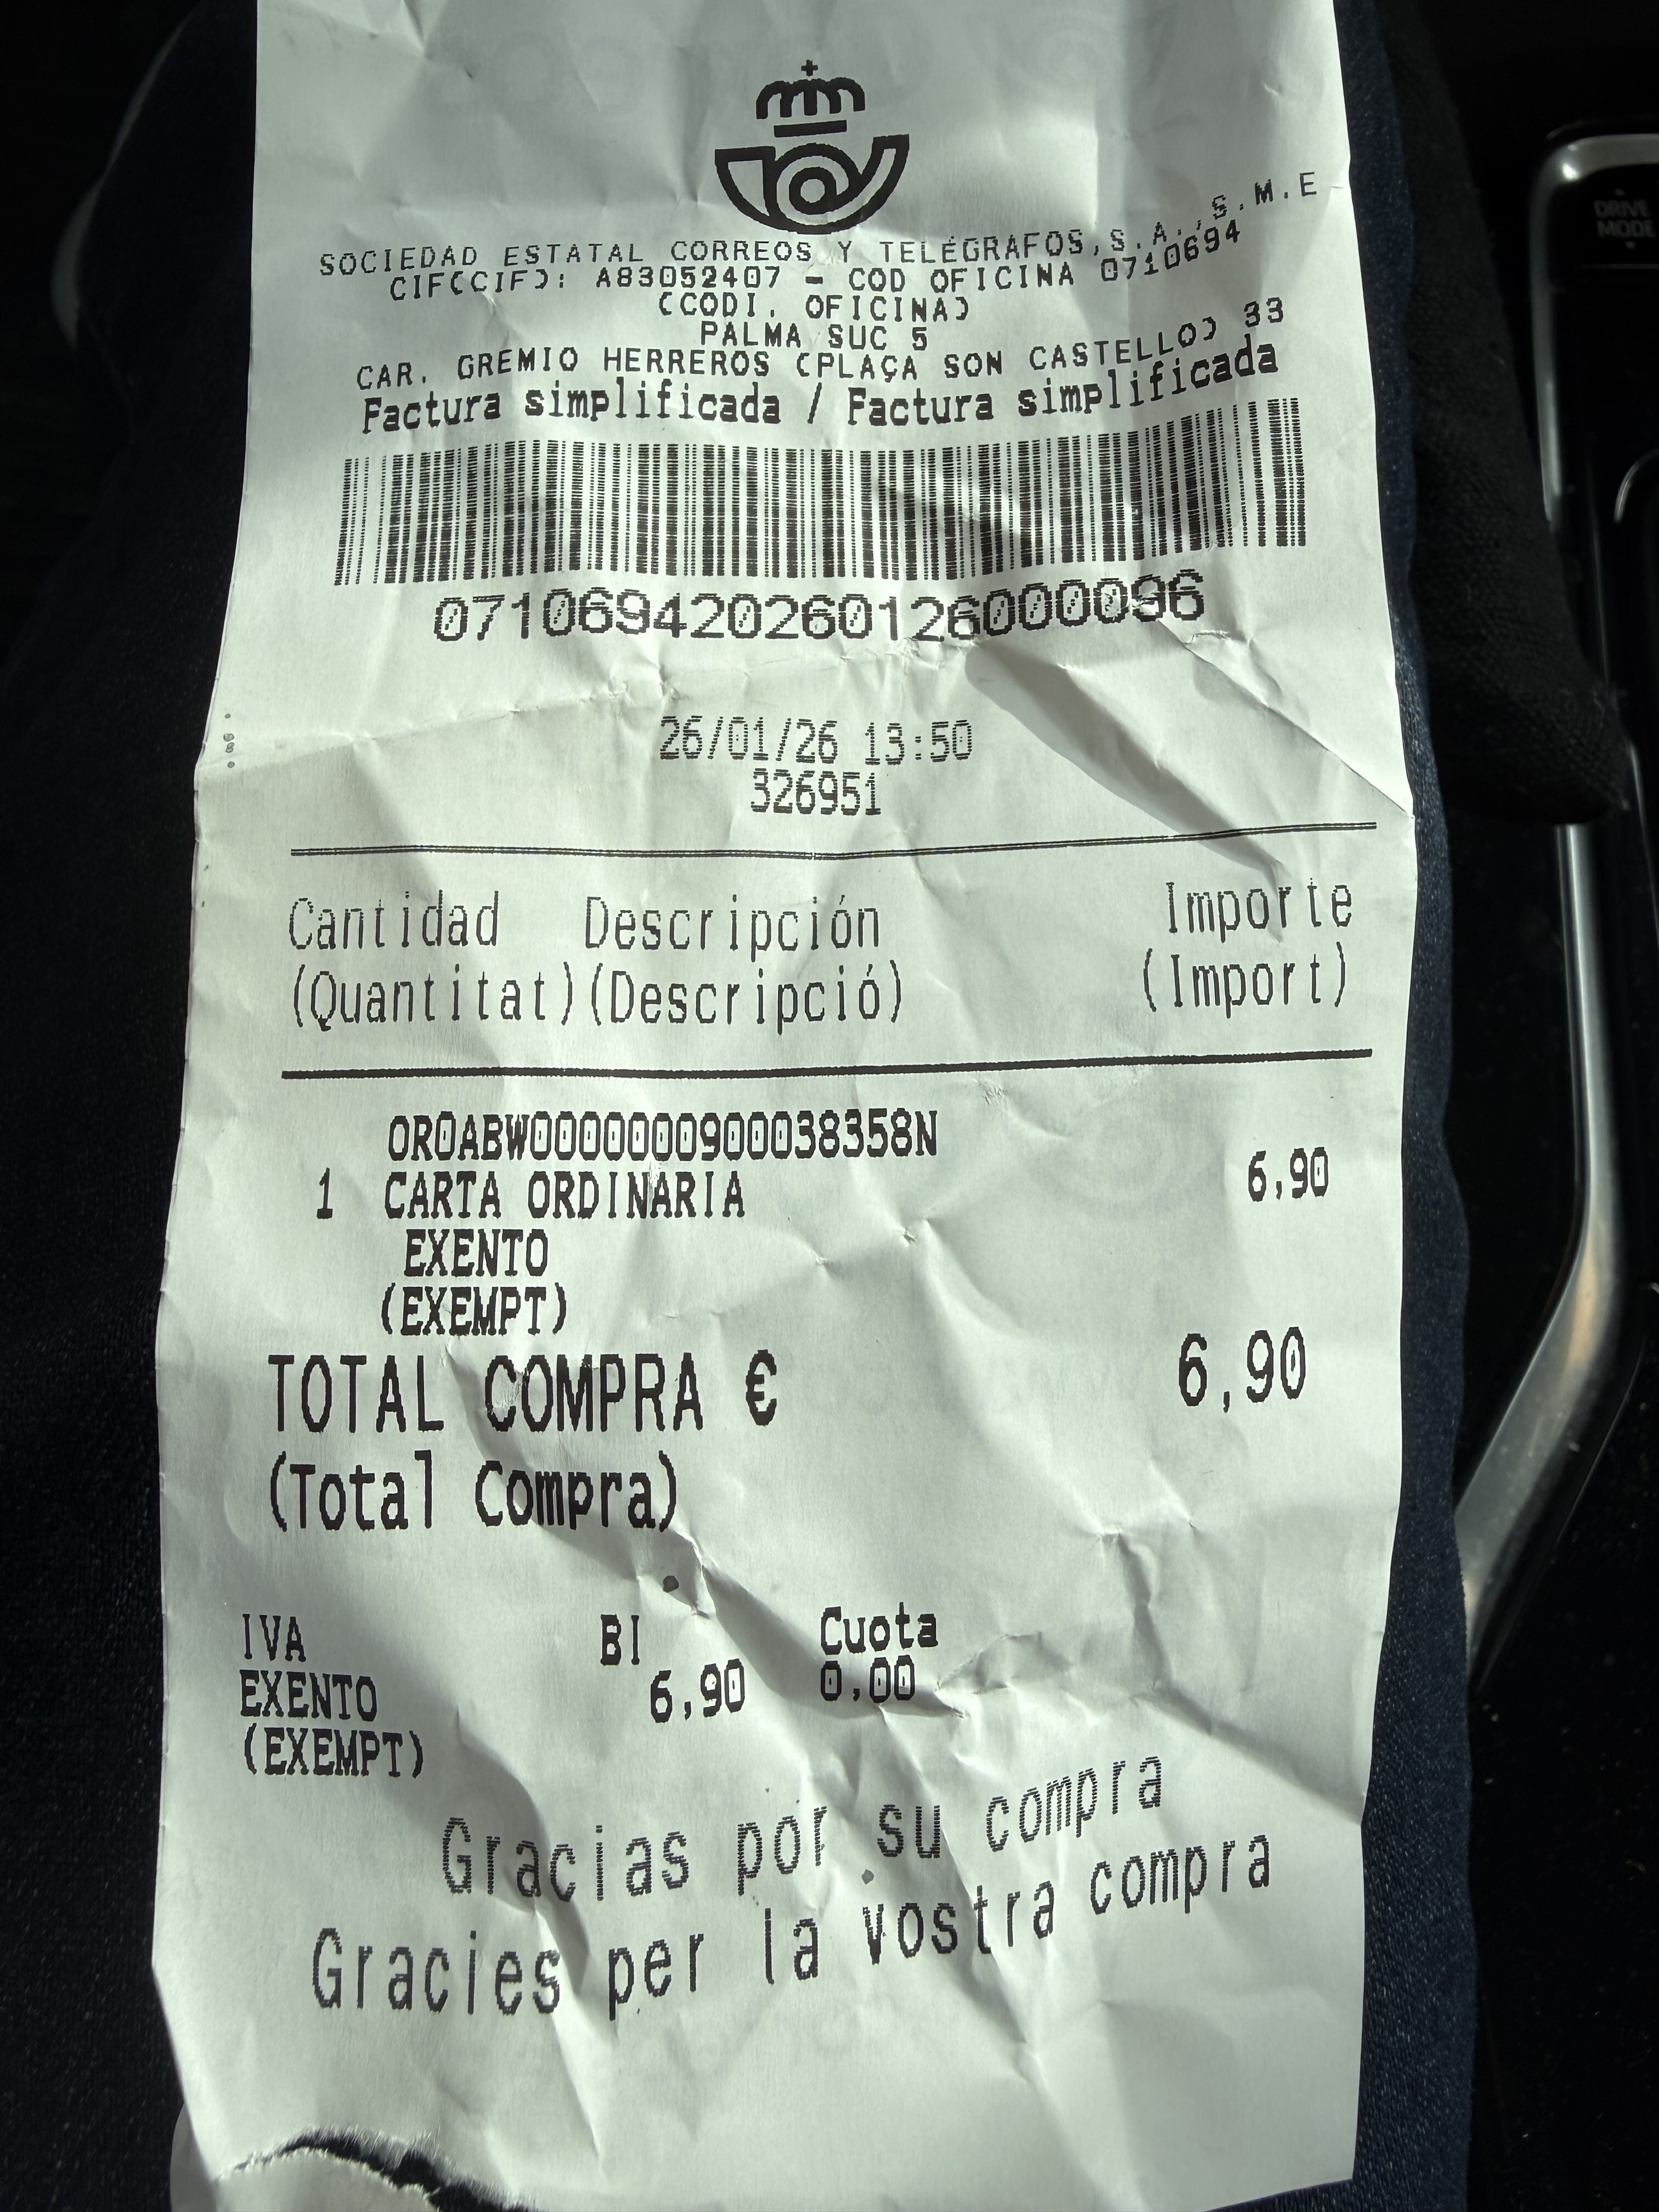 SOCIEDAD ESTATAL CORREOS Y TELÉGRAFOS,S.A.,S.M.E
CIF(CIF): A83052407 - COD OFICINA 0710694
(CODI. OFICINA)
PALMA SUC 5
CAR. GREMIO HERREROS (PLAÇA SON CASTELLO) 33
Factura simplificada / Factura simplificada
071069420260126000096
26/01/26 13:50
326951
Cantidad Descripción Importe
(Quantitat)(Descripció) (Import)
OR0ABW0000000900038358N
1 CARTA ORDINARIA 6,90
EXENTO
(EXEMPT)
TOTAL COMPRA € 6,90
(Total Compra)
IVA BI Cuota
EXENTO 6,90 0,00
(EXEMPT)
Gracias por su compra
Gracies per la vostra compra
DRIVE
MODE